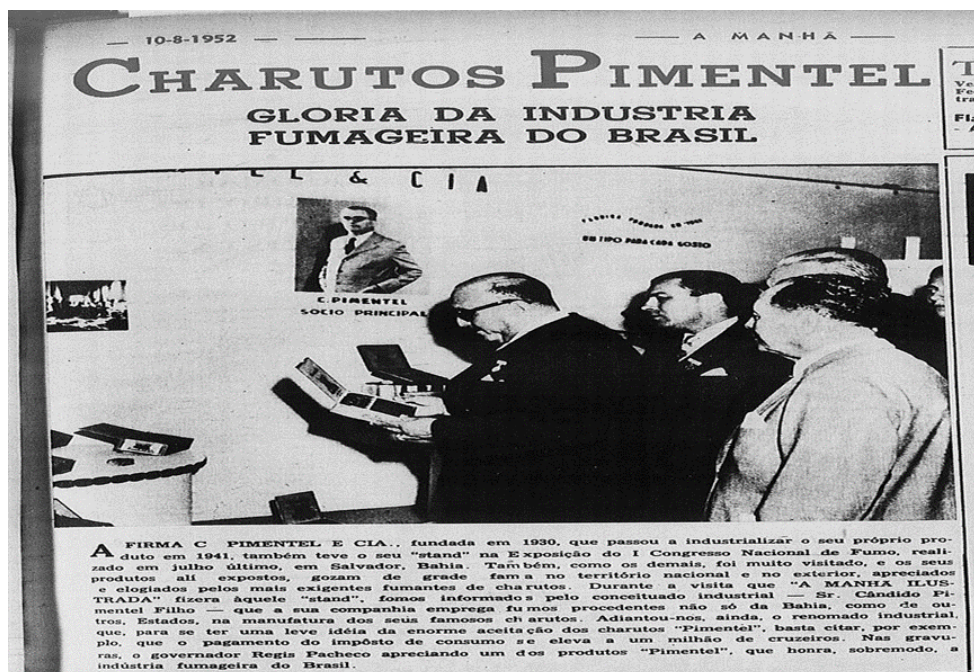 10-8-1952
A MANHÃ
CHARUTOS PIMENTEL
GLORIA DA INDUSTRIA
FUMAGEIRA DO BRASIL
& CIA
UM TIPO PARA CADA GOSTO
C. PIMENTEL
SOCIO PRINCIPAL
A FIRMA C PIMENTEL E CIA., fundada em 1930, que passou a industrializar o seu próprio pro-
duto em 1941, também teve o seu "stand" na Exposição do I Congresso Nacional de Fumo, reali-
zado em julho último, em Salvador, Bahia. Também, como os demais, foi muito visitado, e os seus
produtos alí expostos, gozam de grade fama no território nacional e no exterior, apreciados
e elogiados pelos mais exigentes fumantes de charutos. Durante a visita que "A MANHÃ ILUS-
TRADA" fizera àquele "stand", fomos informados pelo conceituado industrial — Sr. Cândido Pi-
mentel Filho — que a sua companhia emprega fumos procedentes não só da Bahia, como de ou-
tros, Estados, na manufatura dos seus famosos charutos. Adiantou-nos, ainda, o renomado industrial,
que, para se ter uma léve idéia da enorme aceitação dos charutos "Pimentel", basta citar, por exem
plo, que o pagamento do impôsto de consumo se eleva a um milhão de cruzeiros. Nas gravu-
ras, o governador Regis Pacheco apreciando um dos produtos "Pimentel", que honra, sobremodo, a
indústria fumageira do Brasil.